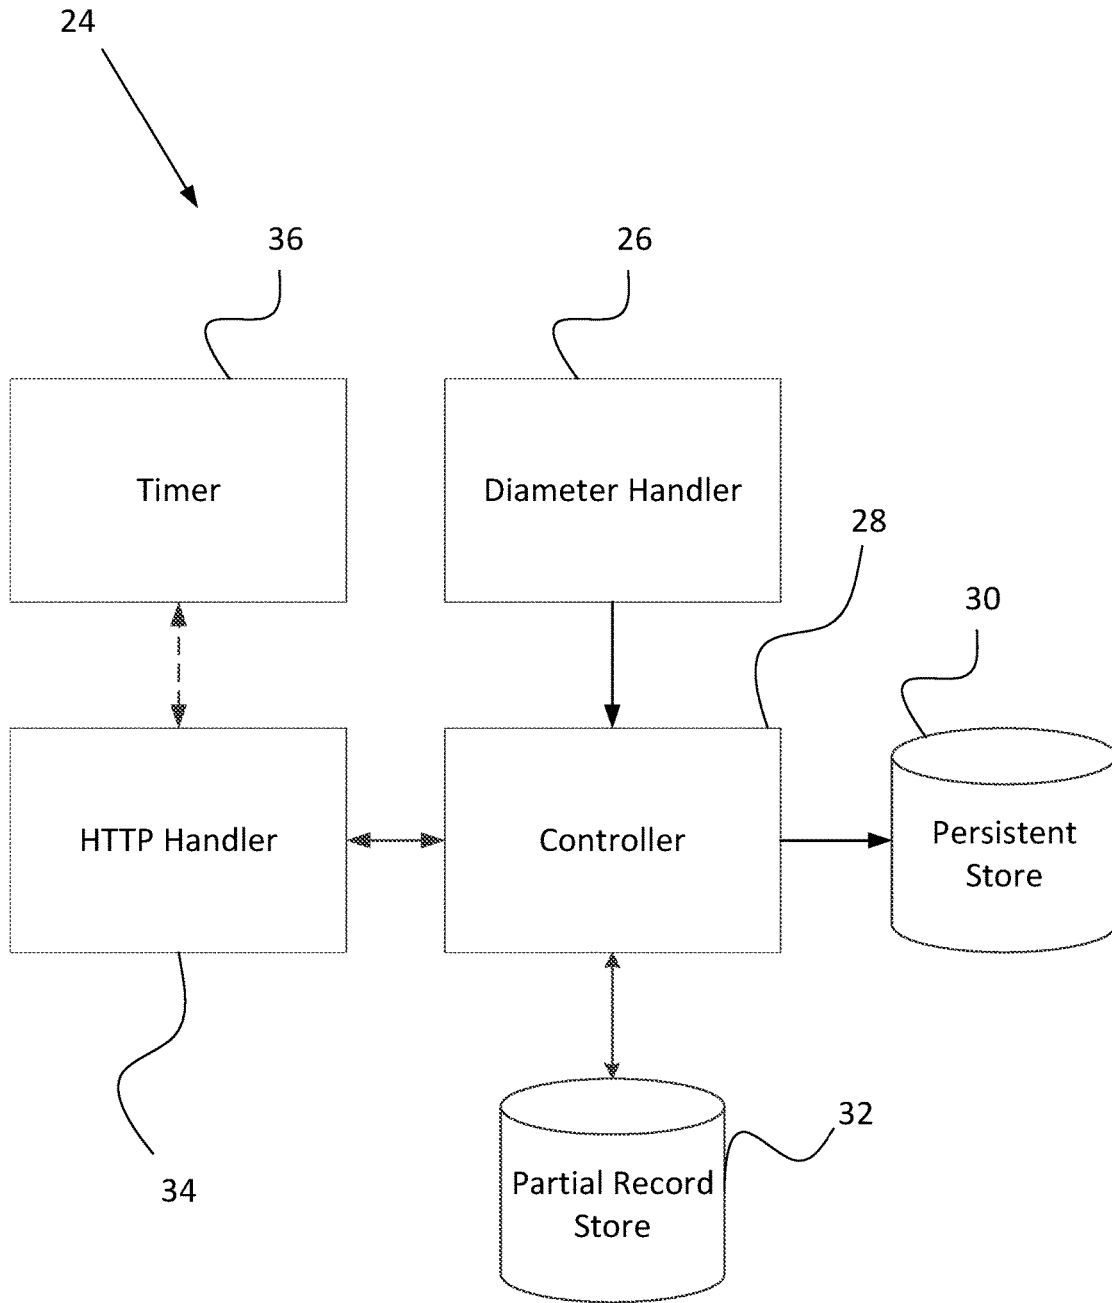 24
36
26
Timer
Diameter Handler
28
30
HTTP Handler
Controller
Persistent
Store
32
Partial Record
Store
34